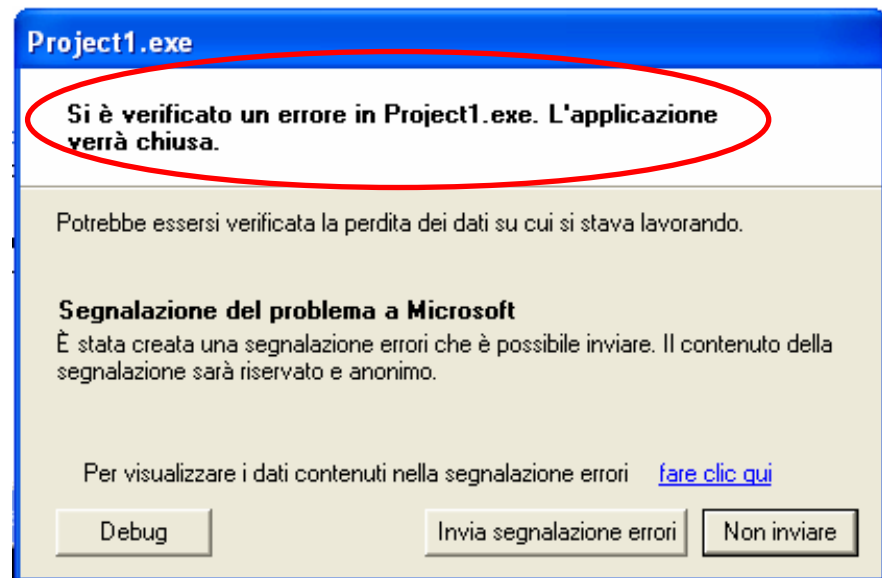 Project1.exe
Si è verificato un errore in Project1.exe. L'applicazione
verrà chiusa.
Potrebbe essersi verificata la perdita dei dati su cui si stava lavorando.
Segnalazione del problema a Microsoft
È stata creata una segnalazione errori che è possibile inviare. Il contenuto della
segnalazione sarà riservato e anonimo.
Per visualizzare i dati contenuti nella segnalazione errori fare clic qui
Debug Invia segnalazione errori Non inviare